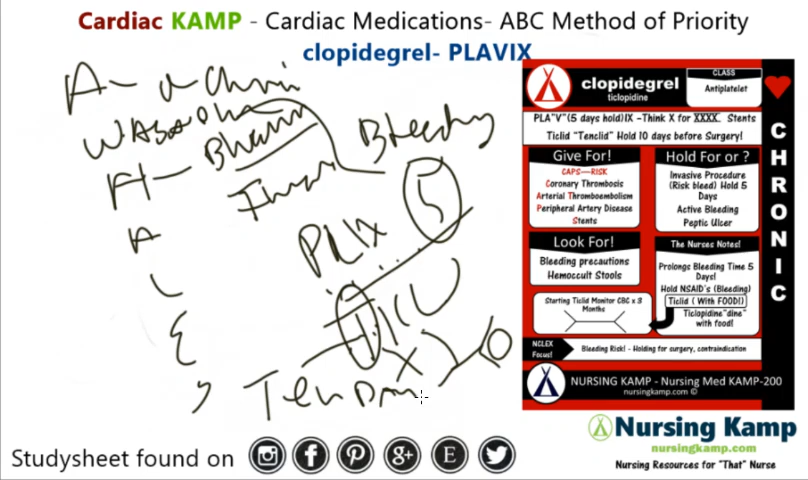 Cardiac KAMP - Cardiac Medications- ABC Method of Priority
clopidegrel- PLAVIX
Bleeding
PLVIX 5
clopidegrel
ticlopidine
CLASS
Antiplatelet
PLA"V"(5 days hold)IX -Think X for XXXX. Stents
Ticlid "Tenclid" Hold 10 days before Surgery!
Give For!
CAPS—RISK
Coronary Thrombosis
Arterial Thromboembolism
Peripheral Artery Disease
Stents
Hold For or ?
Invasive Procedure
(Risk bleed) Hold 5
Days
Active Bleeding
Peptic Ulcer
Look For!
Bleeding precautions
Hemoccult Stools
The Nurses Notes!
Prolongs Bleeding Time 5
Days!
Hold NSAID's (Bleeding)
Ticlid ( With FOOD!)
Ticlopidine"dine"
with food!
Starting Ticlid Monitor CBC x 3
Months
NCLEX
Focus!
Bleeding Risk! - Holding for surgery, contraindication
NURSING KAMP - Nursing Med KAMP-200
nursingkamp.com ©
CHRONIC
Nursing Kamp
nursingkamp.com
Nursing Resources for "That" Nurse
Studysheet found on